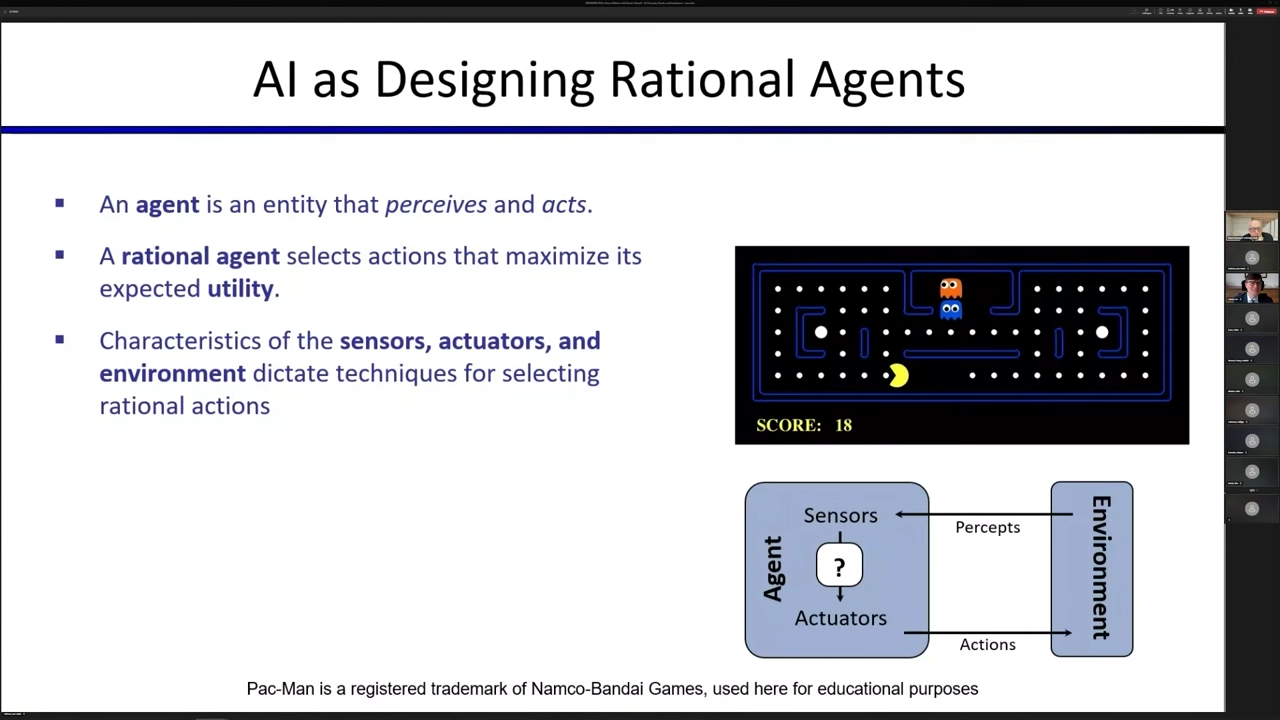 AI as Designing Rational Agents
▪ An agent is an entity that perceives and acts.
▪ A rational agent selects actions that maximize its
expected utility.
▪ Characteristics of the sensors, actuators, and
environment dictate techniques for selecting
rational actions
SCORE: 18
Agent
Sensors
?
Actuators
Percepts
Actions
Environment
Pac-Man is a registered trademark of Namco-Bandai Games, used here for educational purposes